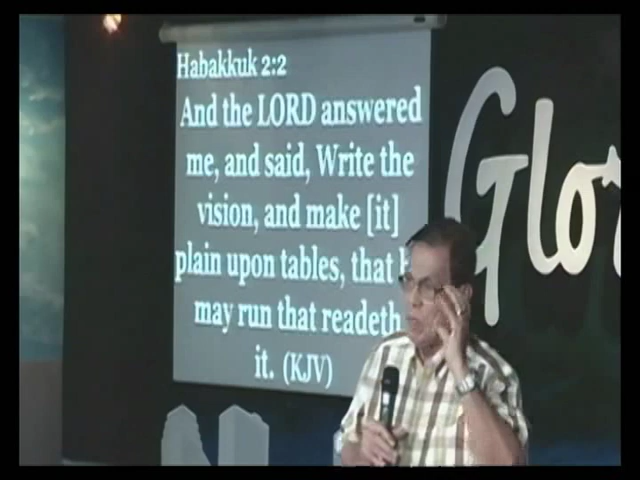 Habakkuk 2:2
And the LORD answered
me, and said, Write the
vision, and make [it]
plain upon tables, that
may run that readeth
it. (KJV)
Glo